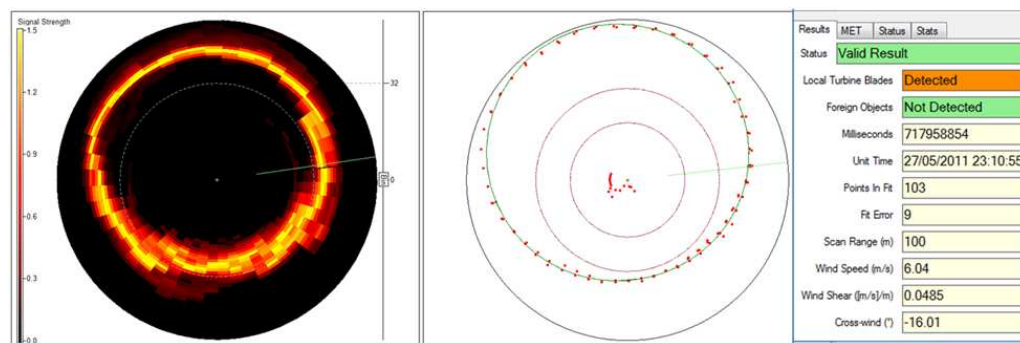 Signal Strength
1.5
1.2
0.9
0.6
0.3
0.0
32
0
Results MET Status Stats
Status Valid Result
Local Turbine Blades Detected
Foreign Objects Not Detected
Milliseconds 717958854
Unit Time 27/05/2011 23:10:55
Points In Fit 103
Fit Error 9
Scan Range (m) 100
Wind Speed (m/s) 6.04
Wind Shear ([m/s]/m) 0.0485
Cross-wind (°) -16.01